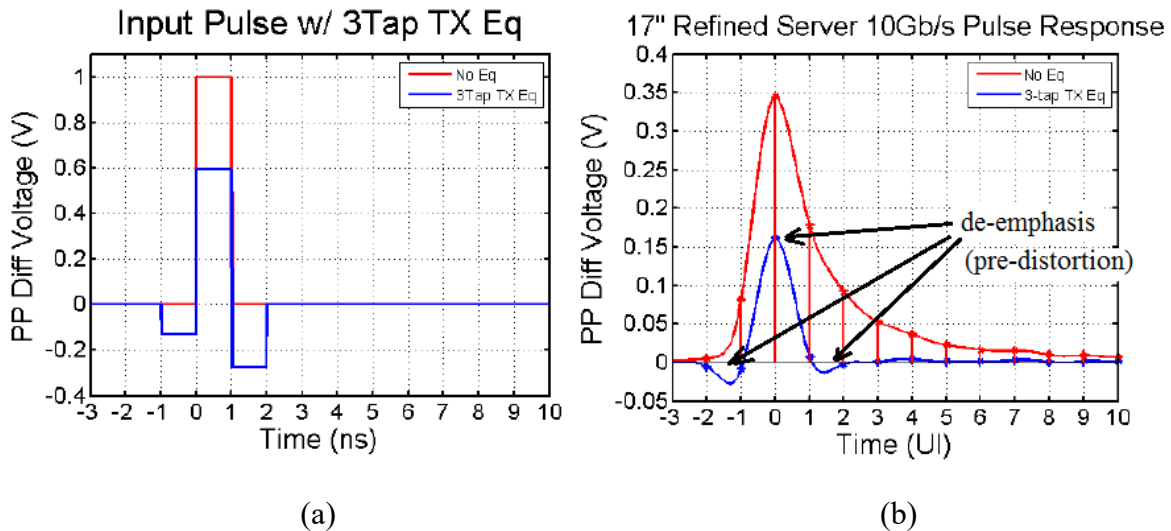 Input Pulse w/ 3Tap TX Eq
No Eq
3Tap TX Eq
PP Diff Voltage (V)
1
0.8
0.6
0.4
0.2
0
-0.2
-0.4
-3 -2 -1 0 1 2 3 4 5 6 7 8 9 10
Time (ns)
(a)
17" Refined Server 10Gb/s Pulse Response
No Eq
3-tap TX Eq
PP Diff Voltage (V)
0.4
0.35
0.3
0.25
0.2
0.15
0.1
0.05
0
-0.05
de-emphasis
(pre-distortion)
-3 -2 -1 0 1 2 3 4 5 6 7 8 9 10
Time (UI)
(b)